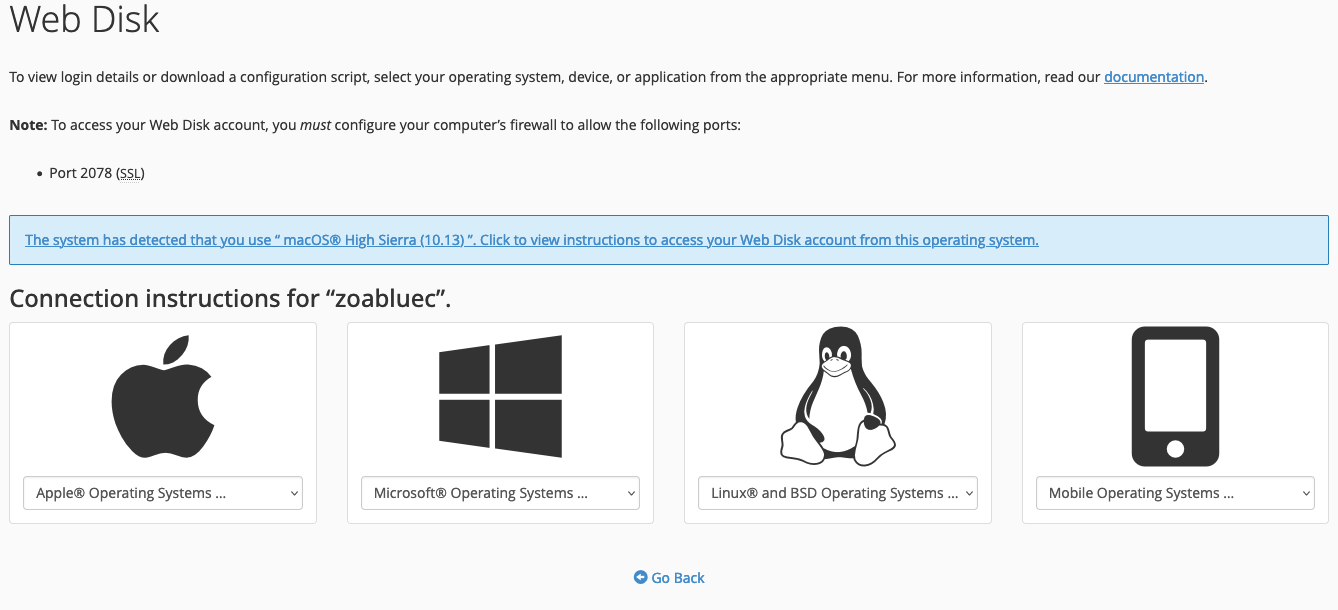 Web Disk
To view login details or download a configuration script, select your operating system, device, or application from the appropriate menu. For more information, read our documentation.
Note: To access your Web Disk account, you must configure your computer’s firewall to allow the following ports:
• Port 2078 (SSL)
The system has detected that you use “ macOS® High Sierra (10.13) ”. Click to view instructions to access your Web Disk account from this operating system.
Connection instructions for “zoabluec”.
Apple® Operating Systems ...
Microsoft® Operating Systems ...
Linux® and BSD Operating Systems ...
Mobile Operating Systems ...
Go Back